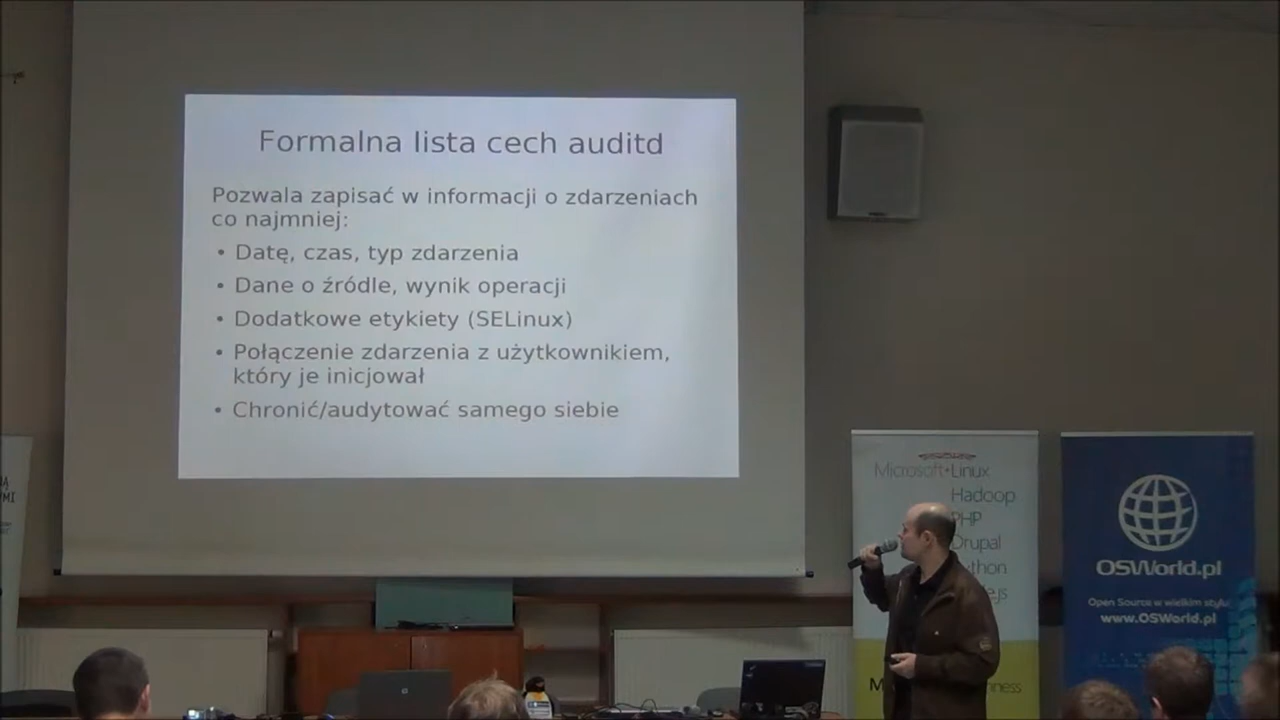 Formalna lista cech auditd
Pozwala zapisać w informacji o zdarzeniach
co najmniej:
• Datę, czas, typ zdarzenia
• Dane o źródle, wynik operacji
• Dodatkowe etykiety (SELinux)
• Połączenie zdarzenia z użytkownikiem,
który je inicjował
• Chronić/audytować samego siebie
Microsoft Linux
Hadoop
PHP
Drupal
OSWorld.pl
Open Source w wielkim stylu
www.OSWorld.pl